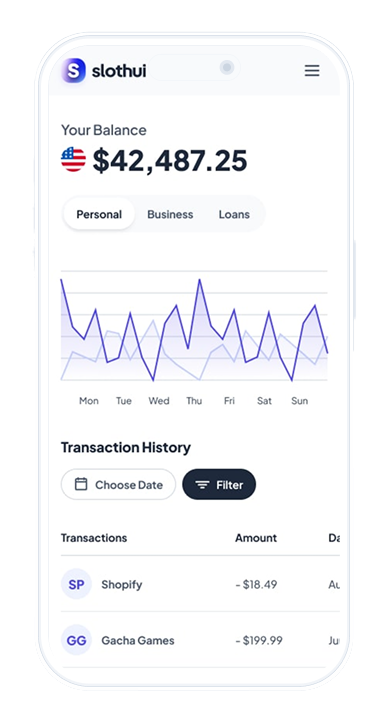 S slothui
Your Balance
$42,487.25
Personal Business Loans
Mon Tue Wed Thu Fri Sat Sun
Transaction History
Choose Date Filter
Transactions Amount Da
SP Shopify - $18.49 Au
GG Gacha Games - $199.99 Ju